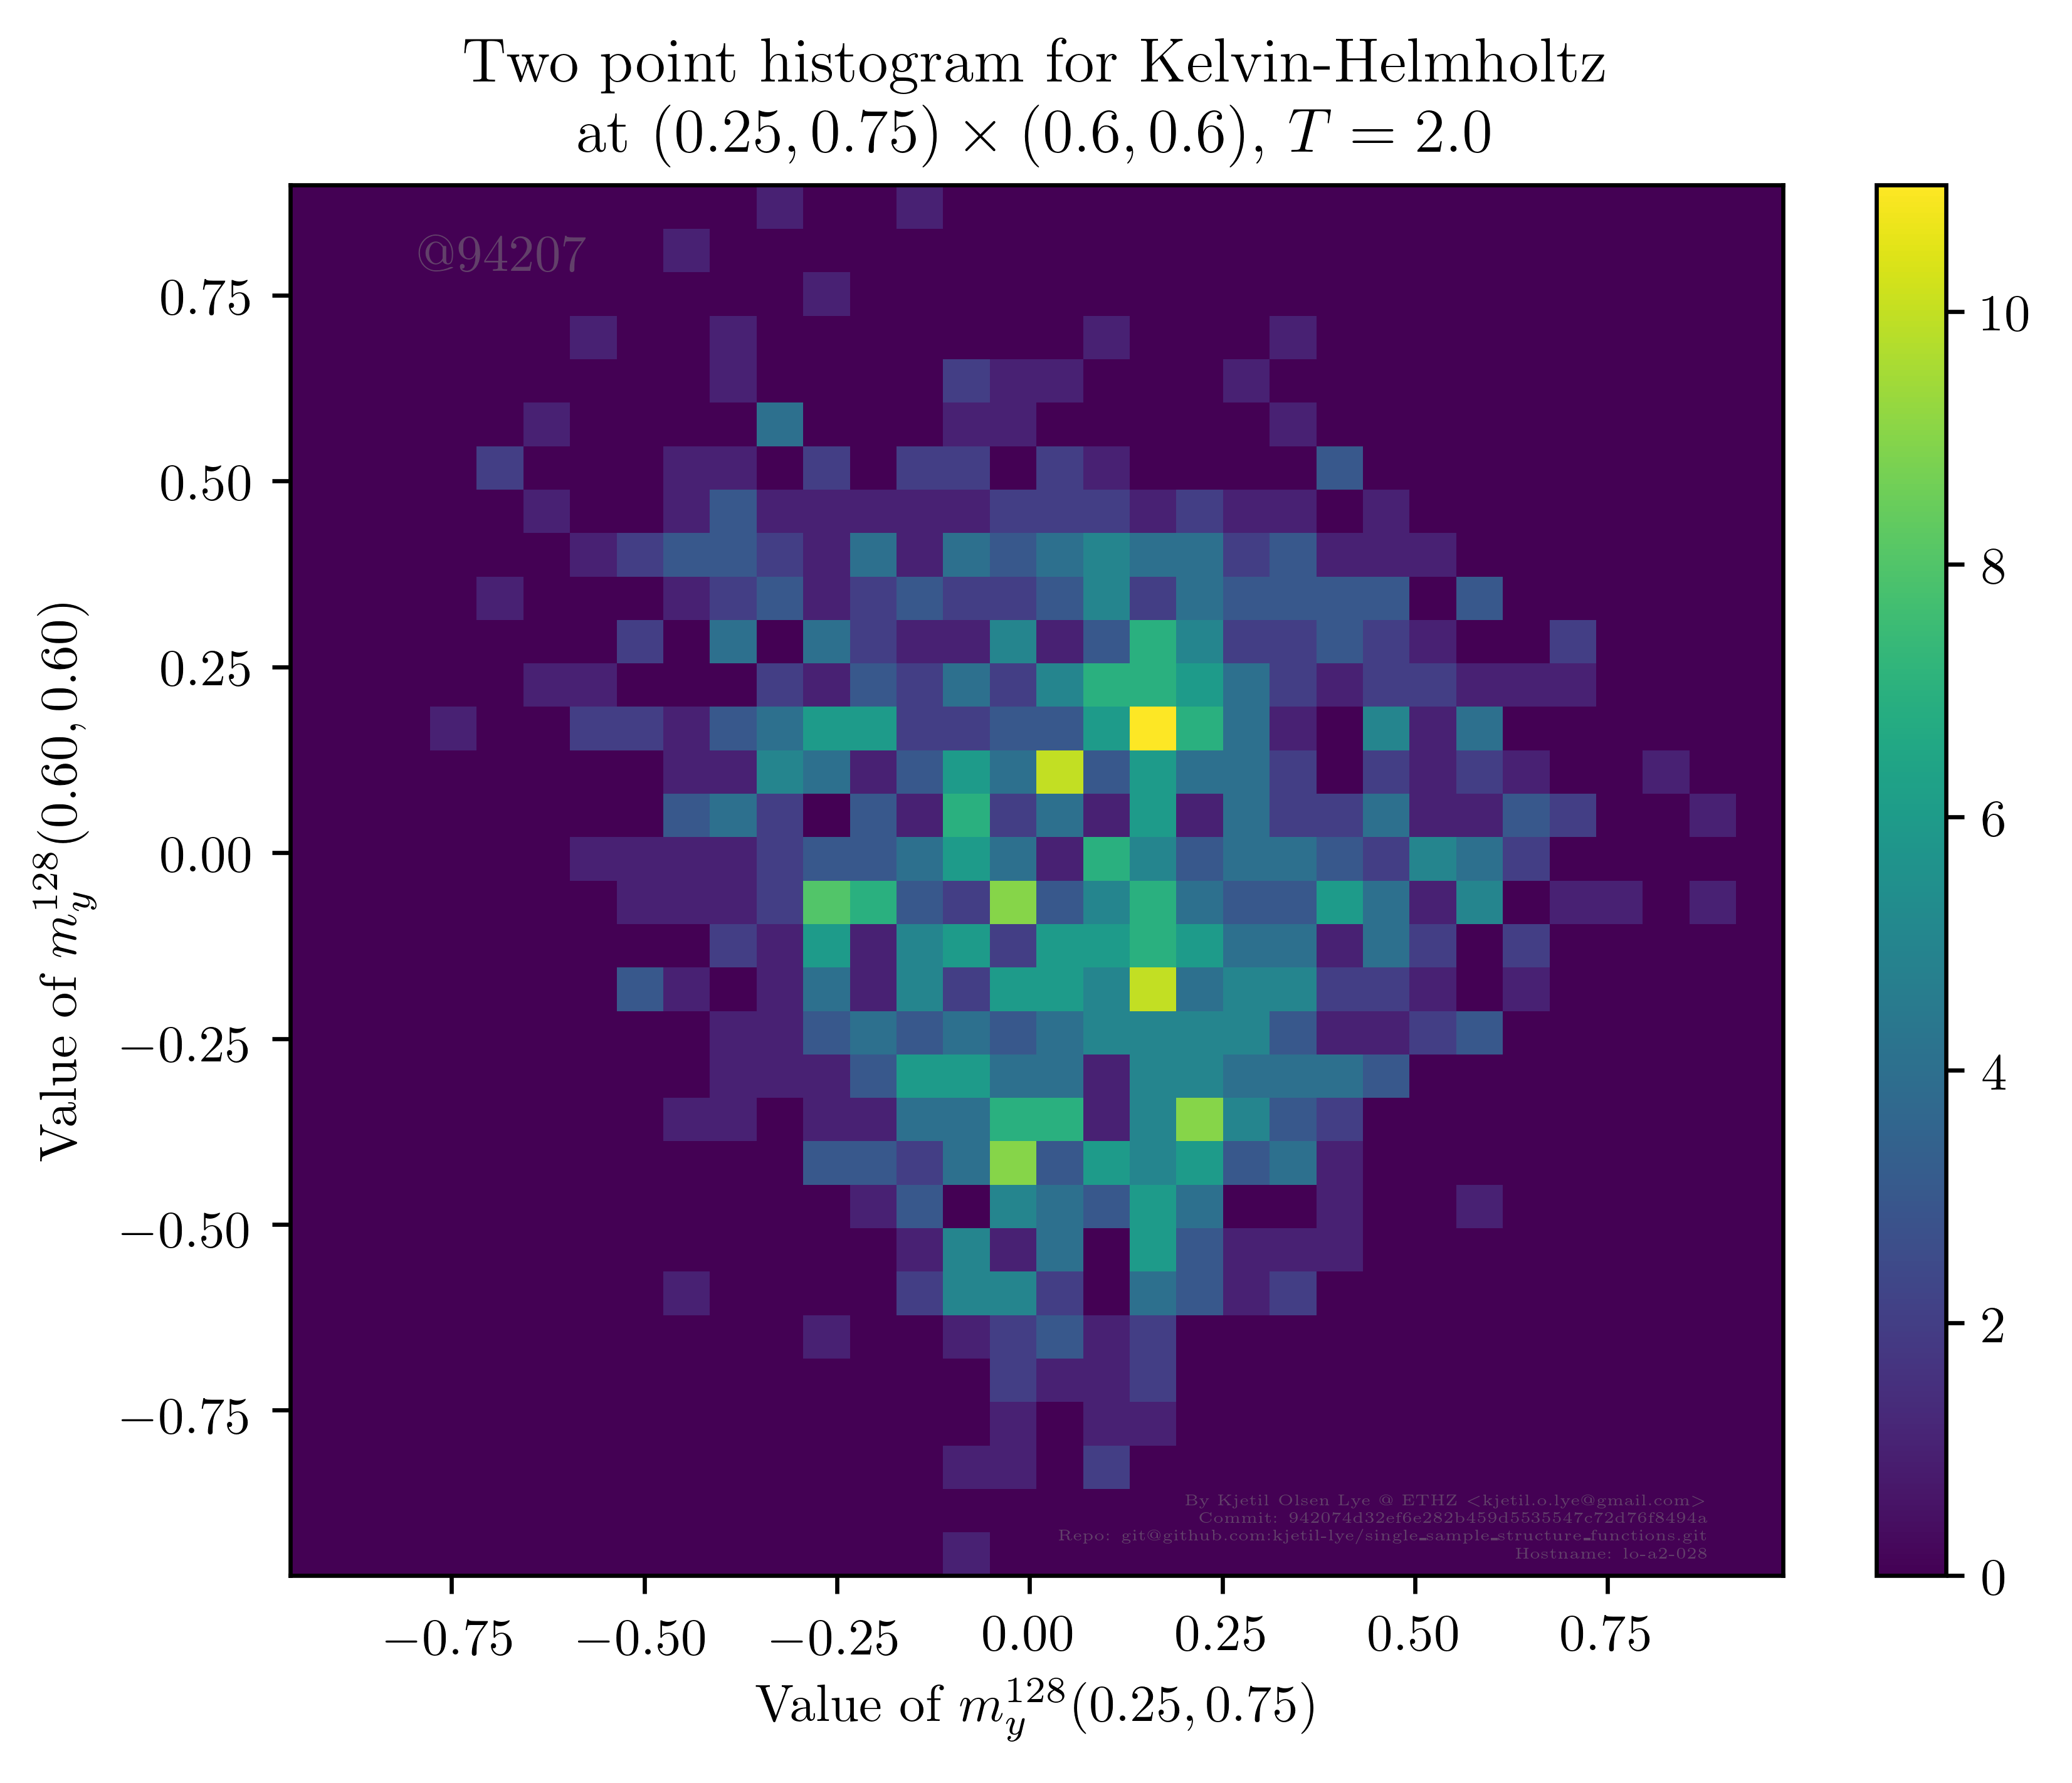 Two point histogram for Kelvin-Helmholtz
at (0.25, 0.75) × (0.6, 0.6), T = 2.0
@94207
0.75
0.50
0.25
0.00
−0.25
−0.50
−0.75
Value of m_y^128(0.60, 0.60)
10
8
6
4
2
0
By Kjetil Olsen Lye @ ETHZ <kjetil.o.lye@gmail.com>
Commit: 942074d32ef6e282b459d5535547c72d76f8494a
Repo: git@github.com:kjetil-lye/single_sample_structure_functions.git
Hostname: lo-a2-028
−0.75 −0.50 −0.25 0.00 0.25 0.50 0.75
Value of m_y^128(0.25, 0.75)